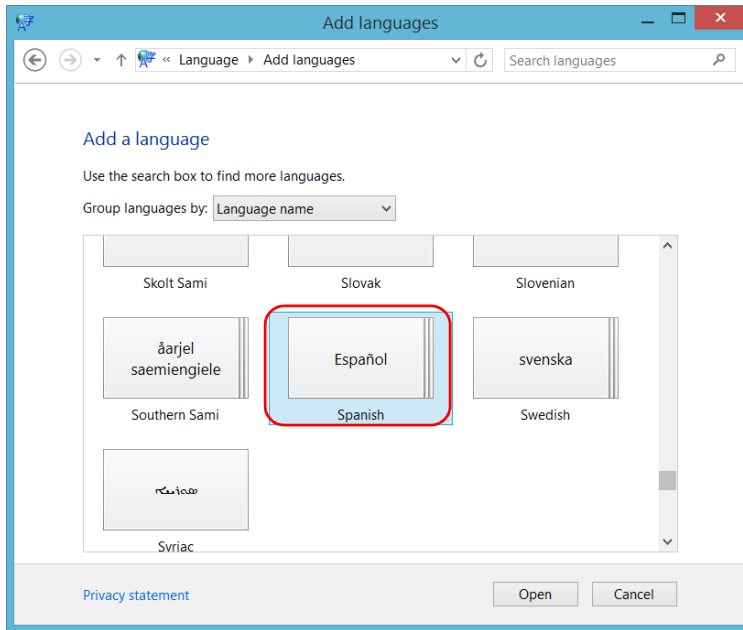 Add languages
« Language Add languages
Search languages
Add a language
Use the search box to find more languages.
Group languages by: Language name
Skolt Sami Slovak Slovenian
åarjel
saemiengiele
Español
svenska
Southern Sami Spanish Swedish
ܣܘܪܝܝܐ
Syriac
Privacy statement
Open Cancel